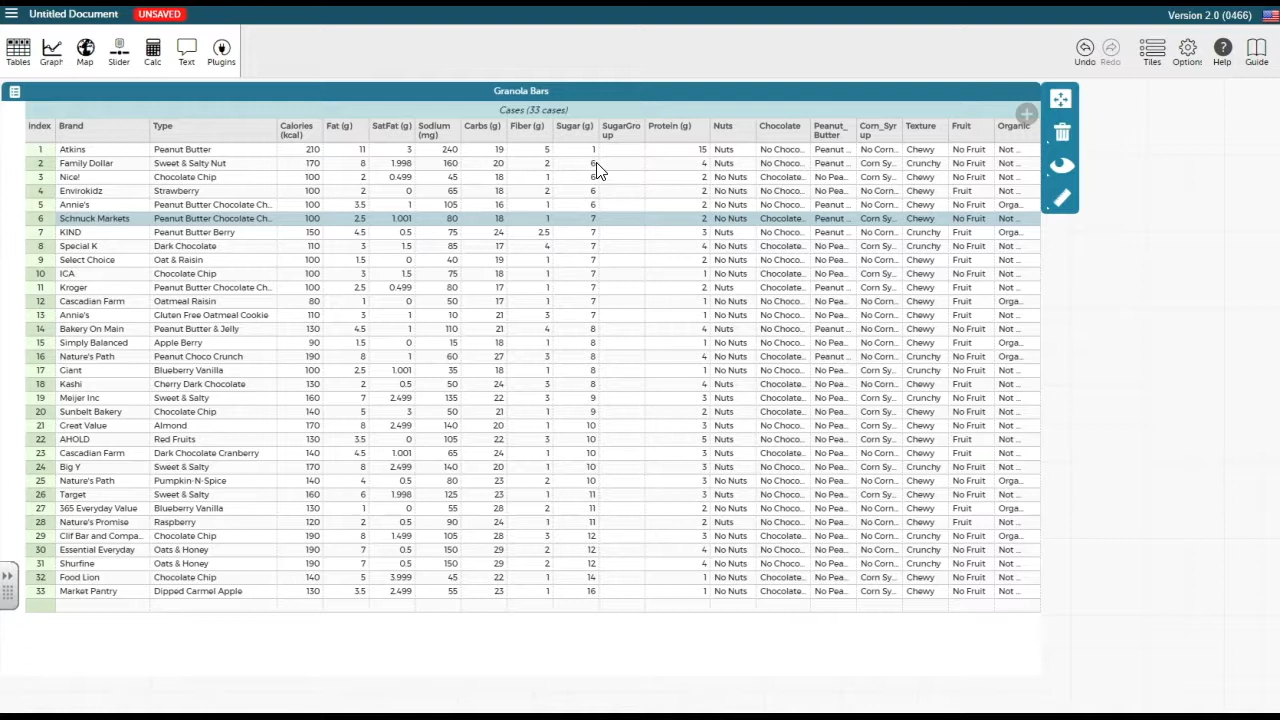 Untitled Document UNSAVED Version 2.0 (0466)
Tables Graph Map Slider Calc Text Plugins Undo Redo Tiles Options Help Guide
Granola Bars
Cases (33 cases)
Index Brand Type Calories (kcal) Fat (g) SatFat (g) Sodium (mg) Carbs (g) Fiber (g) Sugar (g) SugarGroup Protein (g) Nuts Chocolate Peanut_Butter Corn_Syrup Texture Fruit Organic
1 Atkins Peanut Butter 210 11 3 240 19 5 1 15 Nuts No Choco... Peanut ... No Corn... Chewy No Fruit Not ...
2 Family Dollar Sweet & Salty Nut 170 8 1.998 160 20 2 6 4 Nuts No Choco... Peanut ... Corn Sy... Crunchy No Fruit Not ...
3 Nice! Chocolate Chip 100 2 0.499 45 18 1 6 2 No Nuts Chocolate... No Pea... Corn Sy... Chewy No Fruit Not ...
4 Envirokidz Strawberry 100 2 0 65 18 2 6 2 No Nuts No Choco... No Pea... No Corn... Crunchy No Fruit Not ...
5 Annie's Peanut Butter Chocolate Ch... 100 3.5 1 105 16 1 6 2 No Nuts Chocolate... Peanut ... No Corn... Chewy No Fruit Orga...
6 Schnuck Markets Peanut Butter Chocolate Ch... 100 2.5 1.001 80 18 1 7 2 No Nuts Chocolate... Peanut ... Corn Sy... Chewy No Fruit Not ...
7 KIND Peanut Butter Berry 150 4.5 0.5 75 24 2.5 7 3 Nuts No Choco... Peanut ... No Corn... Crunchy Fruit Orga...
8 Special K Dark Chocolate 110 3 1.5 85 17 4 7 4 No Nuts Chocolate... No Pea... Corn Sy... Crunchy No Fruit Not ...
9 Select Choice Oat & Raisin 100 1.5 0 40 19 1 7 2 No Nuts No Choco... No Pea... Corn Sy... Chewy Fruit Not ...
10 ICA Chocolate Chip 100 3 1.5 75 18 1 7 1 No Nuts Chocolate... No Pea... Corn Sy... Chewy No Fruit Not ...
11 Kroger Peanut Butter Chocolate Ch... 100 2.5 0.499 80 17 1 7 2 Nuts Chocolate... Peanut ... Corn Sy... Chewy No Fruit Not ...
12 Cascadian Farm Oatmeal Raisin 80 1 0 50 17 1 7 1 No Nuts No Choco... No Pea... No Corn... Chewy Fruit Orga...
13 Annie's Gluten Free Oatmeal Cookie 110 3 1 10 21 3 7 1 No Nuts No Choco... No Pea... No Corn... Chewy No Fruit Not ...
14 Bakery On Main Peanut Butter & Jelly 130 4.5 1 110 21 4 8 4 Nuts No Choco... Peanut ... No Corn... Chewy No Fruit Not ...
15 Simply Balanced Apple Berry 90 1.5 0 15 18 1 8 1 No Nuts No Choco... No Pea... No Corn... Chewy Fruit Orga...
16 Nature's Path Peanut Choco Crunch 190 8 1 60 27 3 8 4 No Nuts Chocolate... Peanut ... No Corn... Crunchy No Fruit Orga...
17 Giant Blueberry Vanilla 100 2.5 1.001 35 18 1 8 1 No Nuts No Choco... No Pea... No Corn... Crunchy Fruit Not ...
18 Kashi Cherry Dark Chocolate 130 2 0.5 50 24 3 8 4 Nuts Chocolate... No Pea... No Corn... Chewy Fruit Not ...
19 Meijer Inc Sweet & Salty 160 7 2.499 135 22 3 9 3 Nuts Chocolate... No Pea... Corn Sy... Chewy No Fruit Not ...
20 Sunbelt Bakery Chocolate Chip 140 5 3 50 21 1 9 2 No Nuts Chocolate... No Pea... No Corn... Chewy No Fruit Not ...
21 Great Value Almond 170 8 2.499 140 20 1 10 3 Nuts No Choco... No Pea... Corn Sy... Chewy No Fruit Not ...
22 AHOLD Red Fruits 130 3.5 0 105 22 3 10 5 Nuts No Choco... No Pea... No Corn... Chewy Fruit Not ...
23 Cascadian Farm Dark Chocolate Cranberry 140 4.5 1.001 65 24 1 10 3 Nuts Chocolate... No Pea... No Corn... Chewy Fruit Not ...
24 Big Y Sweet & Salty 170 8 2.499 140 20 1 10 3 Nuts No Choco... No Pea... Corn Sy... Crunchy No Fruit Not ...
25 Nature's Path Pumpkin-N-Spice 140 4 0.5 80 23 2 10 3 No Nuts No Choco... No Pea... No Corn... Chewy No Fruit Orga...
26 Target Sweet & Salty 160 6 1.998 125 23 1 11 3 Nuts Chocolate... No Pea... Corn Sy... Chewy No Fruit Not ...
27 365 Everyday Value Blueberry Vanilla 130 1 0 55 28 2 11 2 No Nuts No Choco... No Pea... No Corn... Crunchy Fruit Orga...
28 Nature's Promise Raspberry 120 2 0.5 90 24 1 11 2 Nuts No Choco... No Pea... No Corn... Chewy Fruit Not ...
29 Clif Bar and Compa... Chocolate Chip 190 8 1.499 105 28 3 12 3 No Nuts Chocolate... No Pea... No Corn... Chewy No Fruit Orga...
30 Essential Everyday Oats & Honey 190 7 0.5 150 29 2 12 4 No Nuts No Choco... No Pea... No Corn... Crunchy No Fruit Not ...
31 Shurfine Oats & Honey 190 7 0.5 150 29 2 12 4 No Nuts No Choco... No Pea... No Corn... Crunchy No Fruit Not ...
32 Food Lion Chocolate Chip 140 5 3.999 45 22 1 14 1 No Nuts Chocolate... No Pea... Corn Sy... Chewy No Fruit Not ...
33 Market Pantry Dipped Carmel Apple 130 3.5 2.499 55 23 1 16 1 No Nuts Chocolate... No Pea... Corn Sy... Chewy No Fruit Not ...